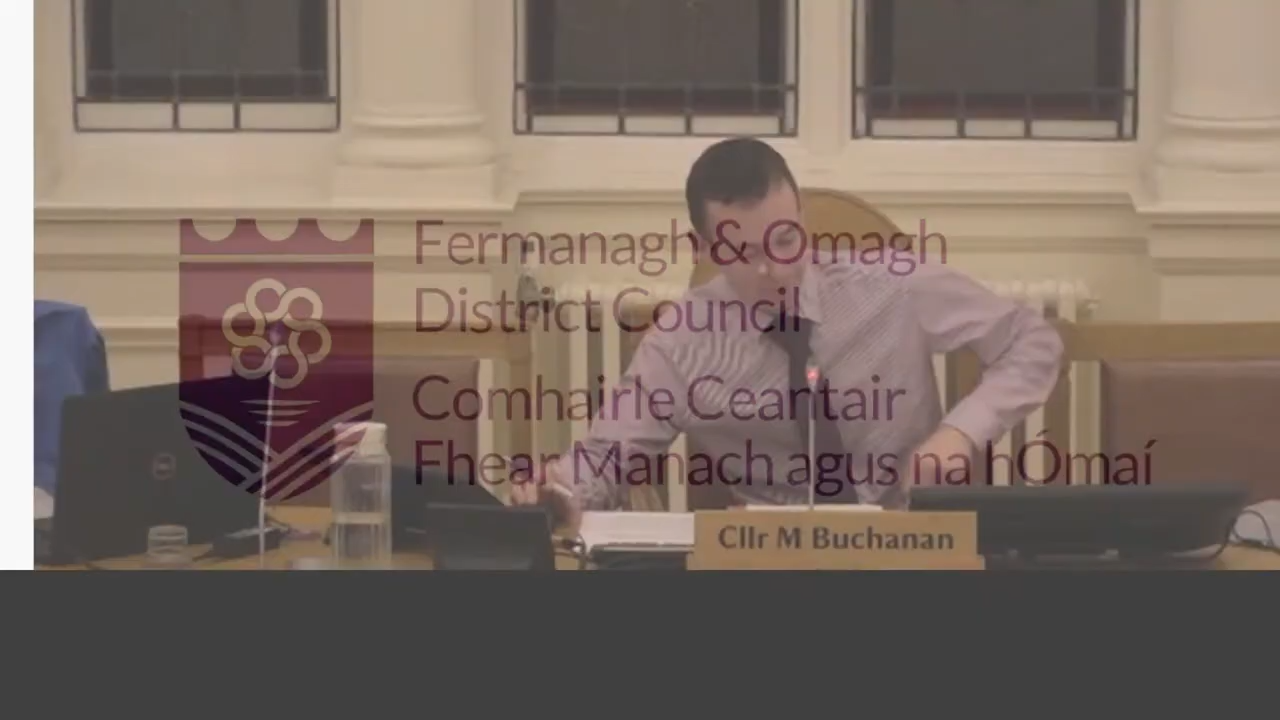 Fermanagh & Omagh
District Council
Comhairle Ceantair
Fhear Manach agus na hÓmaí
Cllr M Buchanan